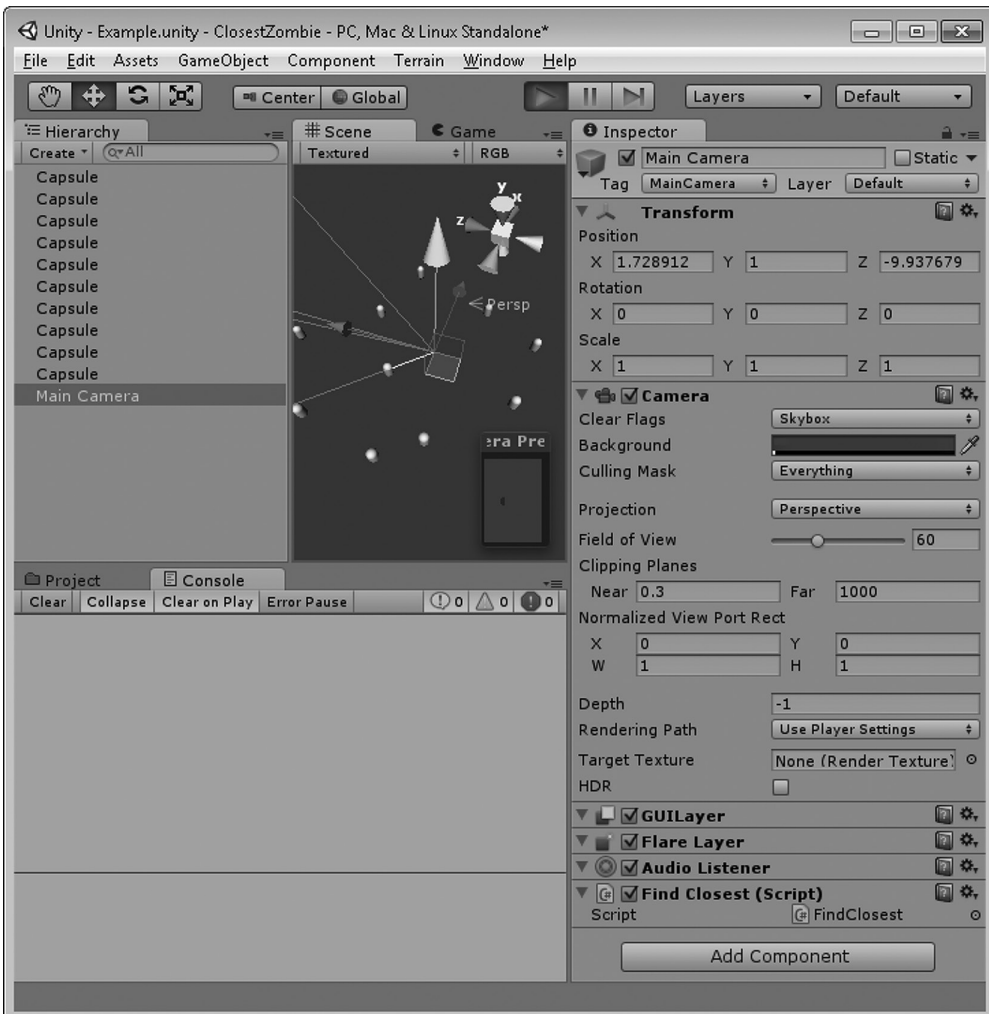 Unity - Example.unity - ClosestZombie - PC, Mac & Linux Standalone*
File Edit Assets GameObject Component Terrain Window Help
Center Global Layers Default
Hierarchy
Create All
Capsule
Capsule
Capsule
Capsule
Capsule
Capsule
Capsule
Capsule
Capsule
Capsule
Main Camera
Scene Game
Textured RGB
y
x
z
Persp
era Pre
Project Console
Clear Collapse Clear on Play Error Pause 0 0 0
Inspector
Main Camera Static
Tag MainCamera Layer Default
Transform
Position
X 1.728912 Y 1 Z -9.937679
Rotation
X 0 Y 0 Z 0
Scale
X 1 Y 1 Z 1
Camera
Clear Flags Skybox
Background
Culling Mask Everything
Projection Perspective
Field of View 60
Clipping Planes
Near 0.3 Far 1000
Normalized View Port Rect
X 0 Y 0
W 1 H 1
Depth -1
Rendering Path Use Player Settings
Target Texture None (Render Texture)
HDR
GUILayer
Flare Layer
Audio Listener
Find Closest (Script)
Script FindClosest
Add Component